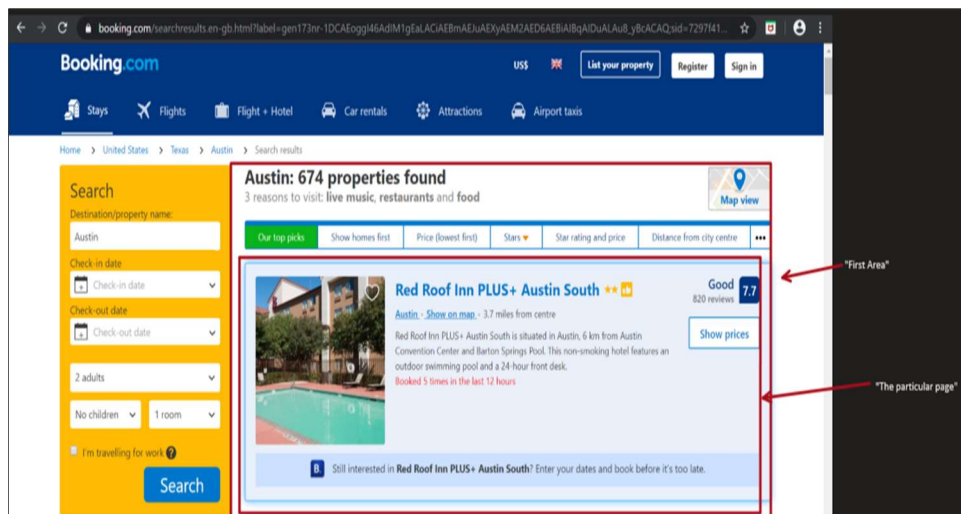 booking.com/searchresults.en-gb.html?label=gen173nr-1DCAEoggI46AdIM1gEaLACiAEBmAEJuAEXyAEM2AED6AEBiAIBqAIDuALAu8_yBcACAQ;sid=7297f41...
Booking.com
US$
List your property
Register
Sign in
Stays
Flights
Flight + Hotel
Car rentals
Attractions
Airport taxis
Home > United States > Texas > Austin > Search results
Search
Destination/property name:
Austin
Check-in date
Check-in date
Check-out date
Check-out date
2 adults
No children
1 room
I'm travelling for work
Search
Austin: 674 properties found
3 reasons to visit: live music, restaurants and food
Map view
Our top picks
Show homes first
Price (lowest first)
Stars
Star rating and price
Distance from city centre
•••
Red Roof Inn PLUS+ Austin South
Austin - Show on map - 3.7 miles from centre
Red Roof Inn PLUS+ Austin South is situated in Austin, 6 km from Austin
Convention Center and Barton Springs Pool. This non-smoking hotel features an
outdoor swimming pool and a 24-hour front desk.
Booked 5 times in the last 12 hours
Good
820 reviews
7.7
Show prices
B. Still interested in Red Roof Inn PLUS+ Austin South? Enter your dates and book before it's too late.
"First Area"
"The particular page"